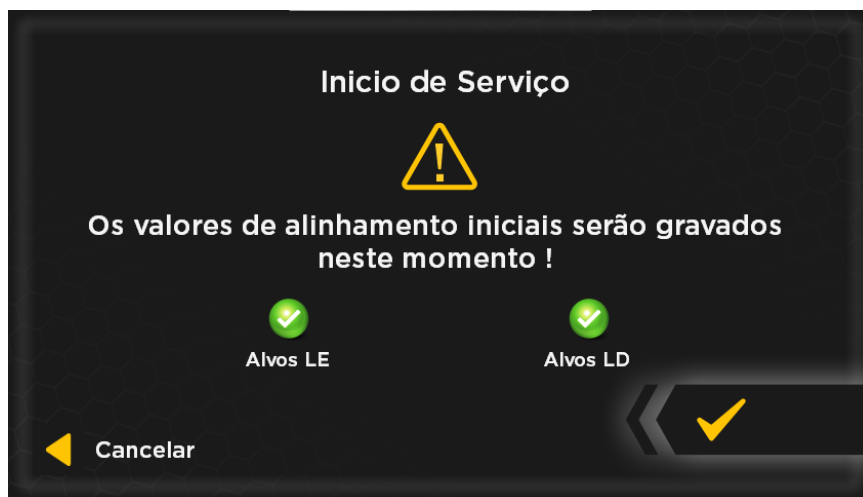 Inicio de Serviço
Os valores de alinhamento iniciais serão gravados
neste momento !
Alvos LE
Alvos LD
Cancelar